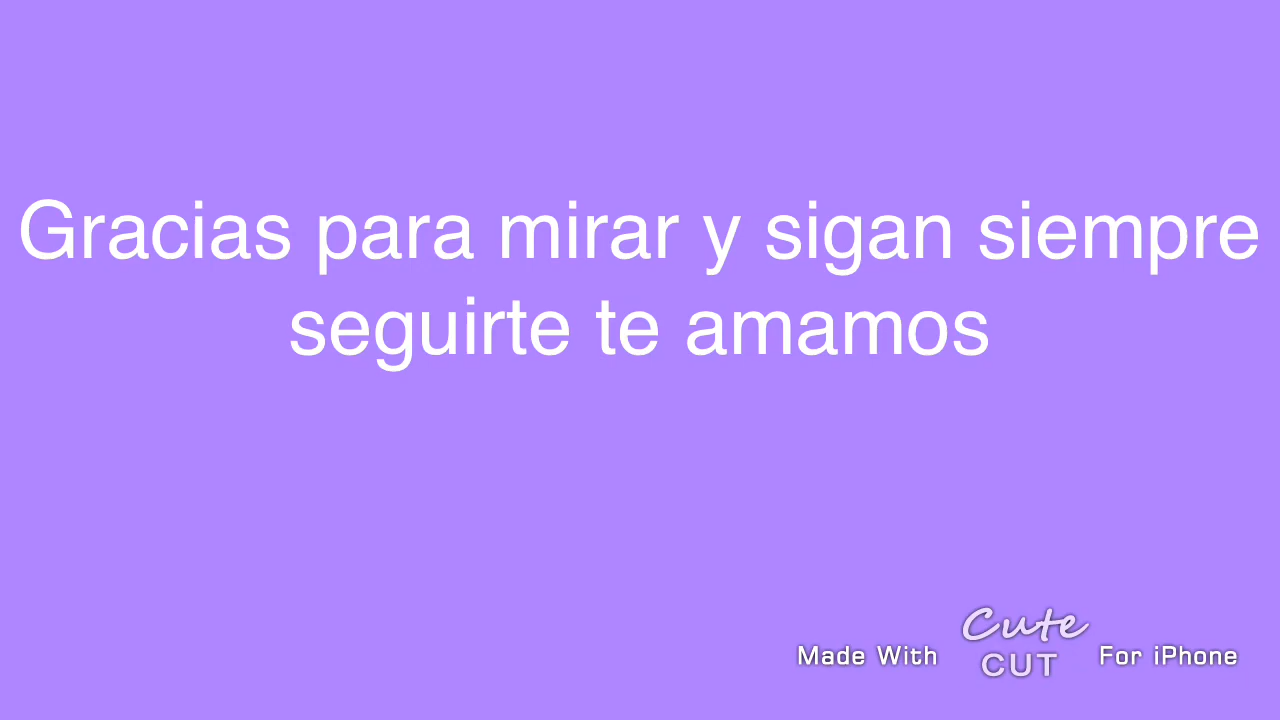 Gracias para mirar y sigan siempre
seguirte te amamos
Made With Cute CUT For iPhone